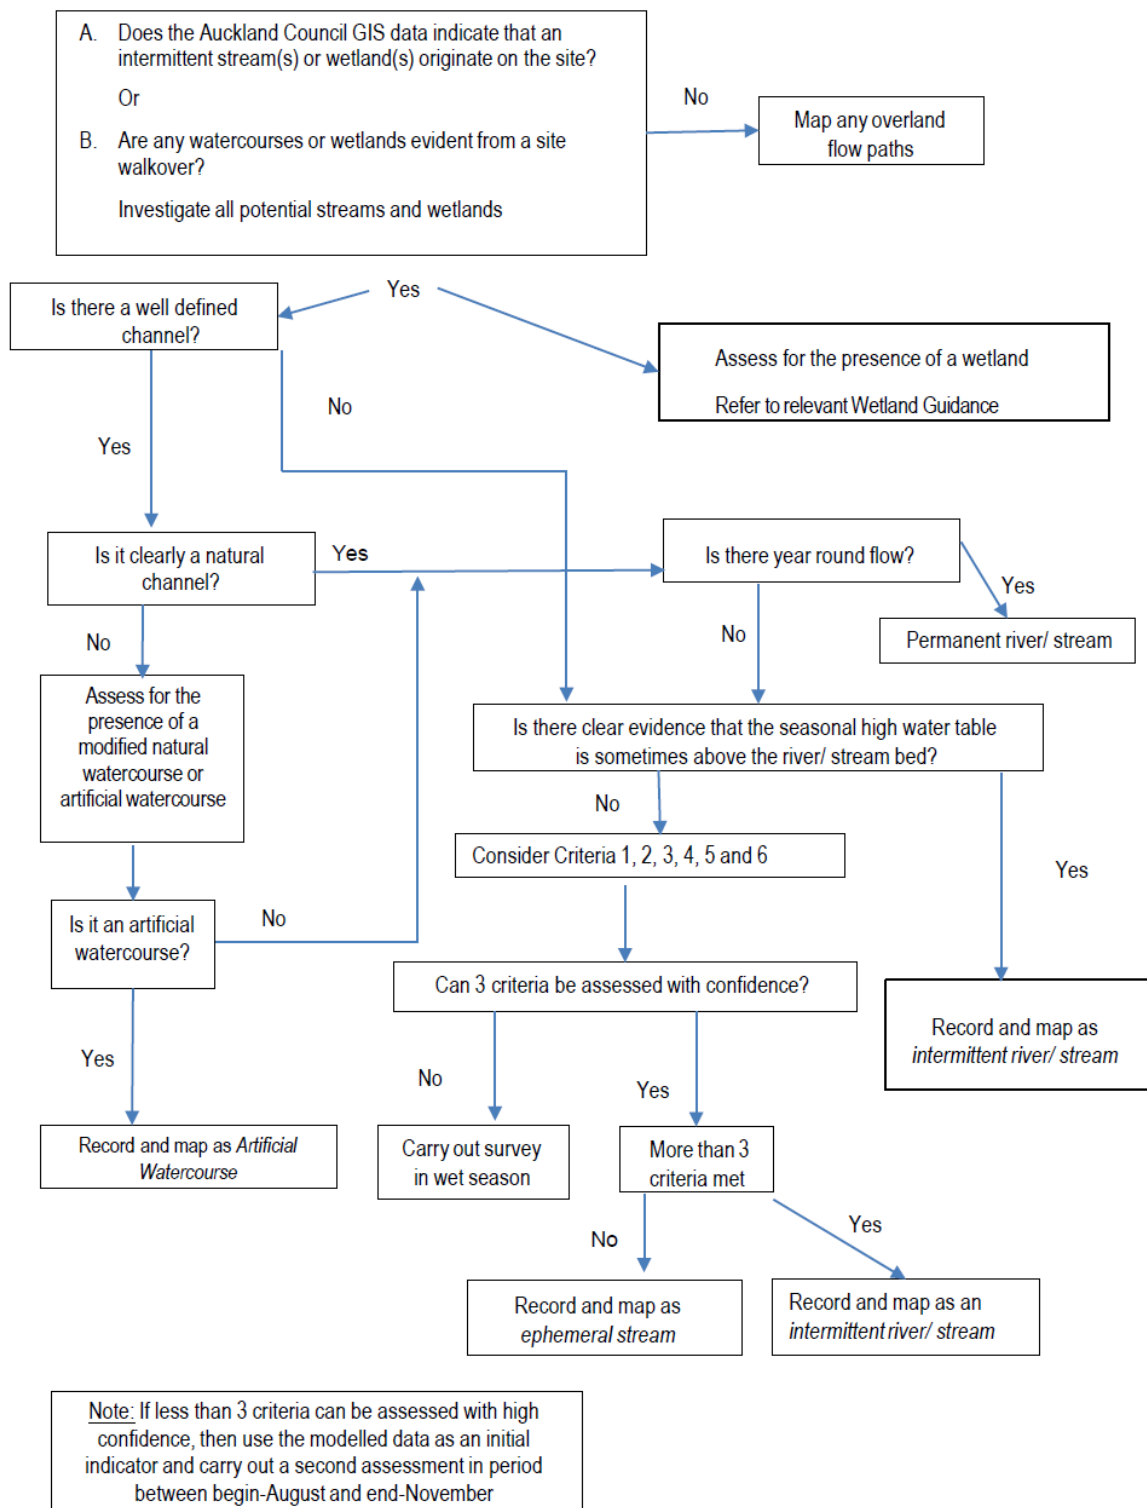 A. Does the Auckland Council GIS data indicate that an
intermittent stream(s) or wetland(s) originate on the site?
Or
B. Are any watercourses or wetlands evident from a site
walkover?
Investigate all potential streams and wetlands
No
Map any overland
flow paths
Yes
Is there a well defined
channel?
Assess for the presence of a wetland
Refer to relevant Wetland Guidance
No
Yes
Is it clearly a natural
channel?
Yes
Is there year round flow?
Yes
Permanent river/ stream
No
No
Assess for the
presence of a
modified natural
watercourse or
artificial watercourse
Is there clear evidence that the seasonal high water table
is sometimes above the river/ stream bed?
No
Consider Criteria 1, 2, 3, 4, 5 and 6
Yes
Is it an artificial
watercourse?
No
Can 3 criteria be assessed with confidence?
Record and map as
intermittent river/ stream
Yes
No
Yes
Record and map as Artificial
Watercourse
Carry out survey
in wet season
More than 3
criteria met
No
Yes
Record and map as
ephemeral stream
Record and map as an
intermittent river/ stream
Note: If less than 3 criteria can be assessed with high
confidence, then use the modelled data as an initial
indicator and carry out a second assessment in period
between begin-August and end-November